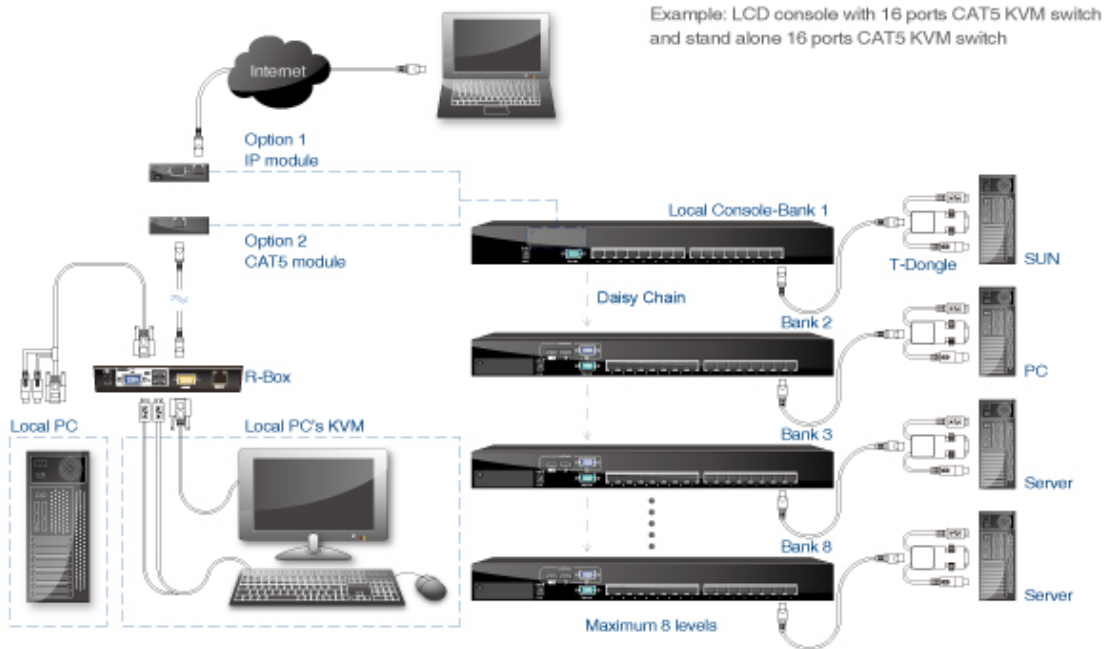 Example: LCD console with 16 ports CAT5 KVM switch
and stand alone 16 ports CAT5 KVM switch
Internet
Option 1
IP module
Option 2
CAT5 module
Local Console-Bank 1
T-Dongle
SUN
Daisy Chain
Bank 2
PC
R-Box
Local PC
Local PC's KVM
Bank 3
Server
Bank 8
Server
Maximum 8 levels